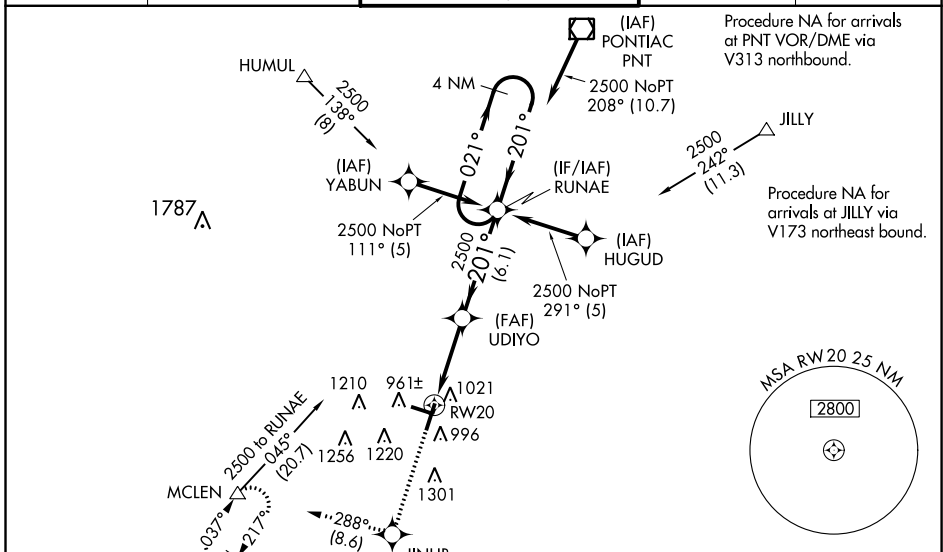 (IAF)
PONTIAC
PNT
Procedure NA for arrivals
at PNT VOR/DME via
V313 northbound.
HUMUL
2500
138°
(8)
4 NM
2500 NoPT
208° (10.7)
021°
201°
JILLY
2500
242°
(11.3)
(IAF)
YABUN
(IF/IAF)
RUNAE
1787
2500 NoPT
111° (5)
Procedure NA for
arrivals at JILLY via
V173 northeast bound.
(IAF)
HUGUD
2500
201°
(6.1)
2500 NoPT
291° (5)
(FAF)
UDIYO
MSA RW20 25 NM
2800
1210
961±
1021
RW20
2500 to RUNAE
045°
(20.7)
1256
1220
996
1301
MCLEN
037°
217°
288°
(8.6)